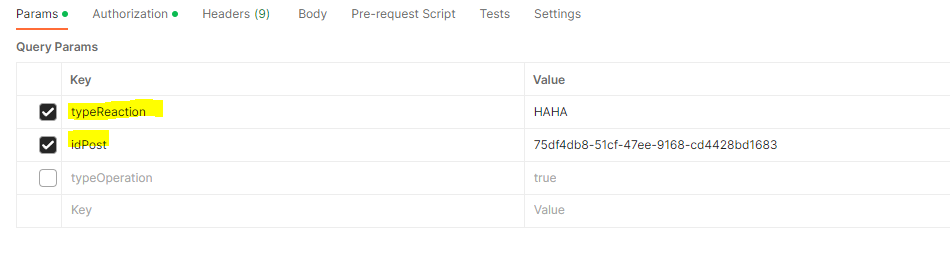 Params Authorization Headers (9) Body Pre-request Script Tests Settings
Query Params
Key Value
typeReaction HAHA
idPost 75df4db8-51cf-47ee-9168-cd4428bd1683
typeOperation true
Key Value